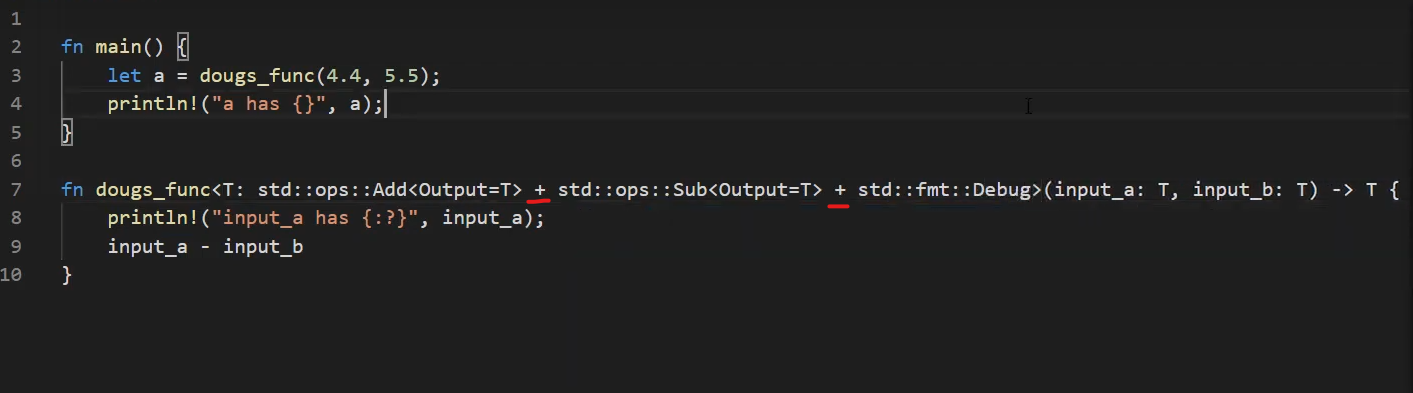 1
2 fn main() {
3     let a = dougs_func(4.4, 5.5);
4     println!("a has {}", a);
5 }
6
7 fn dougs_func<T: std::ops::Add<Output=T> + std::ops::Sub<Output=T> + std::fmt::Debug>(input_a: T, input_b: T) -> T {
8     println!("input_a has {:?}", input_a);
9     input_a - input_b
10 }